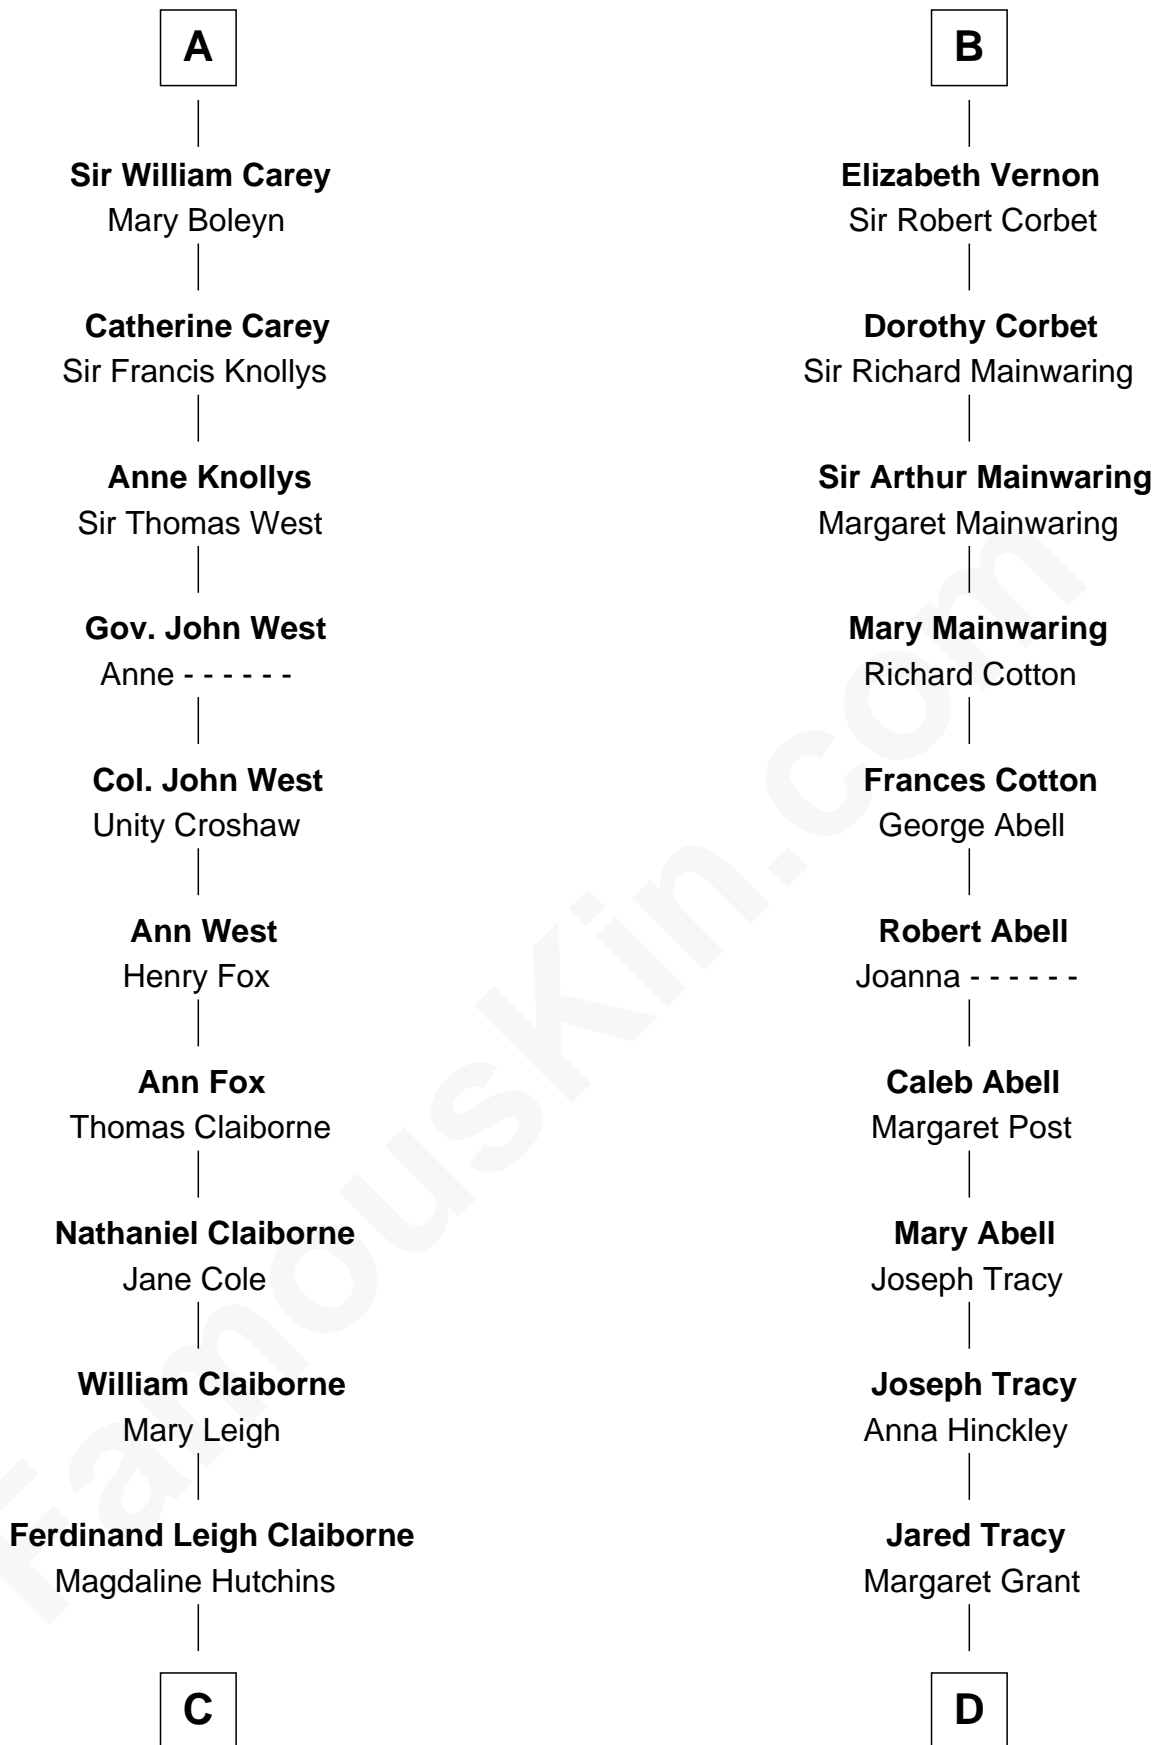 A
Sir William Carey
Mary Boleyn
Catherine Carey
Sir Francis Knollys
Anne Knollys
Sir Thomas West
Gov. John West
Anne - - - - - -
Col. John West
Unity Croshaw
Ann West
Henry Fox
Ann Fox
Thomas Claiborne
Nathaniel Claiborne
Jane Cole
William Claiborne
Mary Leigh
Ferdinand Leigh Claiborne
Magdaline Hutchins
C
B
Elizabeth Vernon
Sir Robert Corbet
Dorothy Corbet
Sir Richard Mainwaring
Sir Arthur Mainwaring
Margaret Mainwaring
Mary Mainwaring
Richard Cotton
Frances Cotton
George Abell
Robert Abell
Joanna - - - - - -
Caleb Abell
Margaret Post
Mary Abell
Joseph Tracy
Joseph Tracy
Anna Hinckley
Jared Tracy
Margaret Grant
D
FamousKin.com